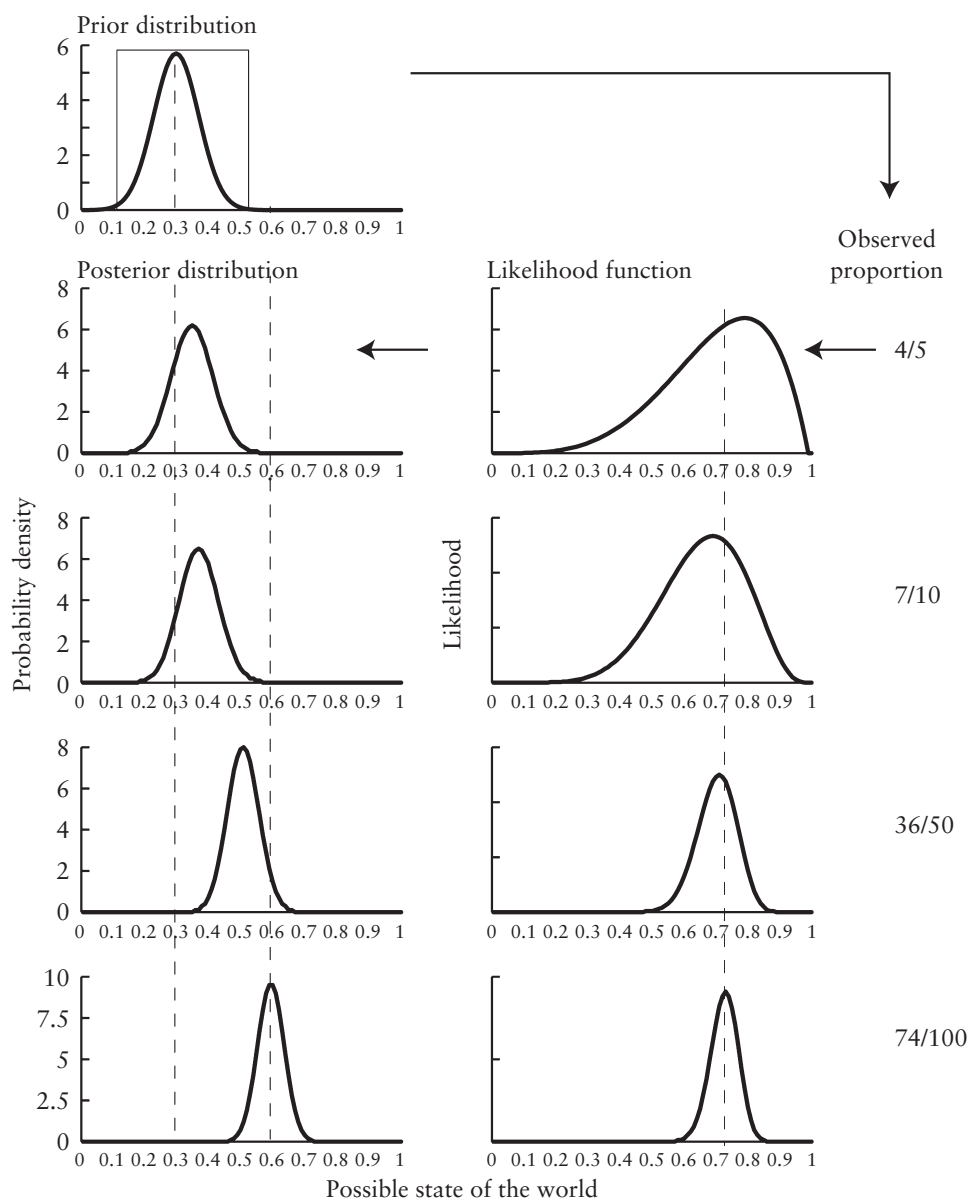 Prior distribution
6
4
2
0
0 0.1 0.2 0.3 0.4 0.5 0.6 0.7 0.8 0.9 1
Observed
proportion
Posterior distribution
8
6
4
2
0
0 0.1 0.2 0.3 0.4 0.5 0.6 0.7 0.8 0.9 1
Likelihood function
0 0.1 0.2 0.3 0.4 0.5 0.6 0.7 0.8 0.9 1
4/5
Probability density
8
6
4
2
0
0 0.1 0.2 0.3 0.4 0.5 0.6 0.7 0.8 0.9 1
Likelihood
0 0.1 0.2 0.3 0.4 0.5 0.6 0.7 0.8 0.9 1
7/10
8
6
4
2
0
0 0.1 0.2 0.3 0.4 0.5 0.6 0.7 0.8 0.9 1
0 0.1 0.2 0.3 0.4 0.5 0.6 0.7 0.8 0.9 1
36/50
10
7.5
5
2.5
0
0 0.1 0.2 0.3 0.4 0.5 0.6 0.7 0.8 0.9 1
0 0.1 0.2 0.3 0.4 0.5 0.6 0.7 0.8 0.9 1
74/100
Possible state of the world